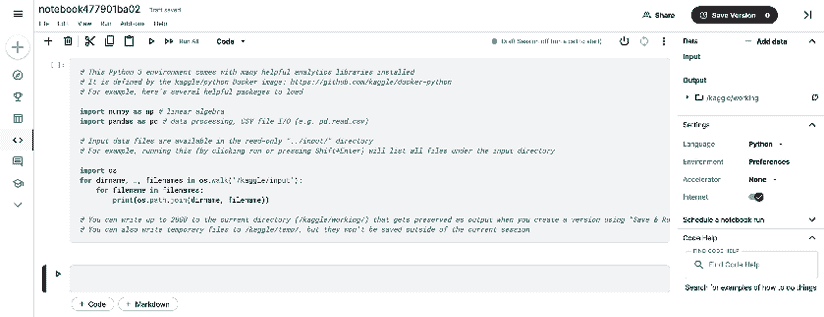 notebook477901ba02 Draft saved
File Edit View Run Add-ons Help
Share
Save Version 0
Run All
Code
Draft Session off (run a cell to start)
[ ]:
# This Python 3 environment comes with many helpful analytics libraries installed
# It is defined by the kaggle/python Docker image: https://github.com/kaggle/docker-python
# For example, here's several helpful packages to load
import numpy as np # linear algebra
import pandas as pd # data processing, CSV file I/O (e.g. pd.read_csv)
# Input data files are available in the read-only "../input/" directory
# For example, running this (by clicking run or pressing Shift+Enter) will list all files under the input directory
import os
for dirname, _, filenames in os.walk('/kaggle/input'):
for filename in filenames:
print(os.path.join(dirname, filename))
# You can write up to 20GB to the current directory (/kaggle/working/) that gets preserved as output when you create a version using "Save & Ru
# You can also write temporary files to /kaggle/temp/, but they won't be saved outside of the current session
+ Code
+ Markdown
Data
Add data
Input
Output
/kaggle/working
Settings
Language Python
Environment Preferences
Accelerator None
Internet
Schedule a notebook run
Code Help
FIND CODE HELP
Find Code Help
Search for examples of how to do things